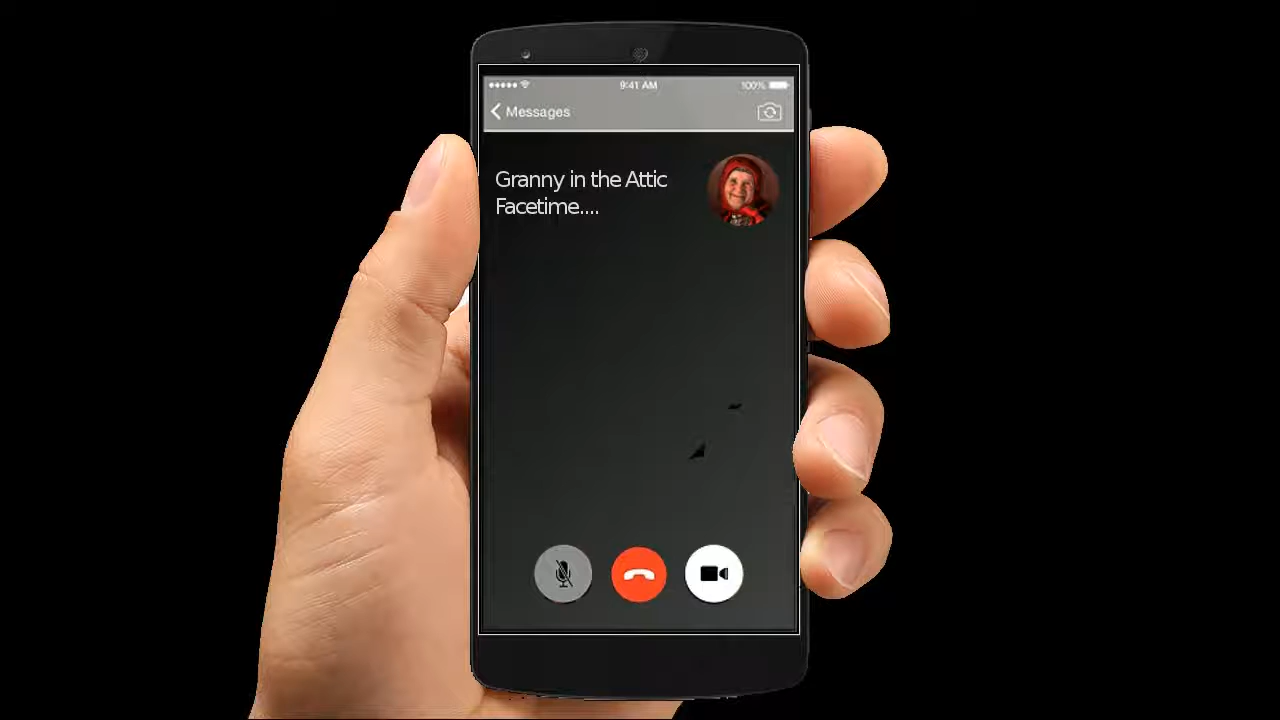 9:41 AM
100%
Messages
Granny in the Attic
Facetime....